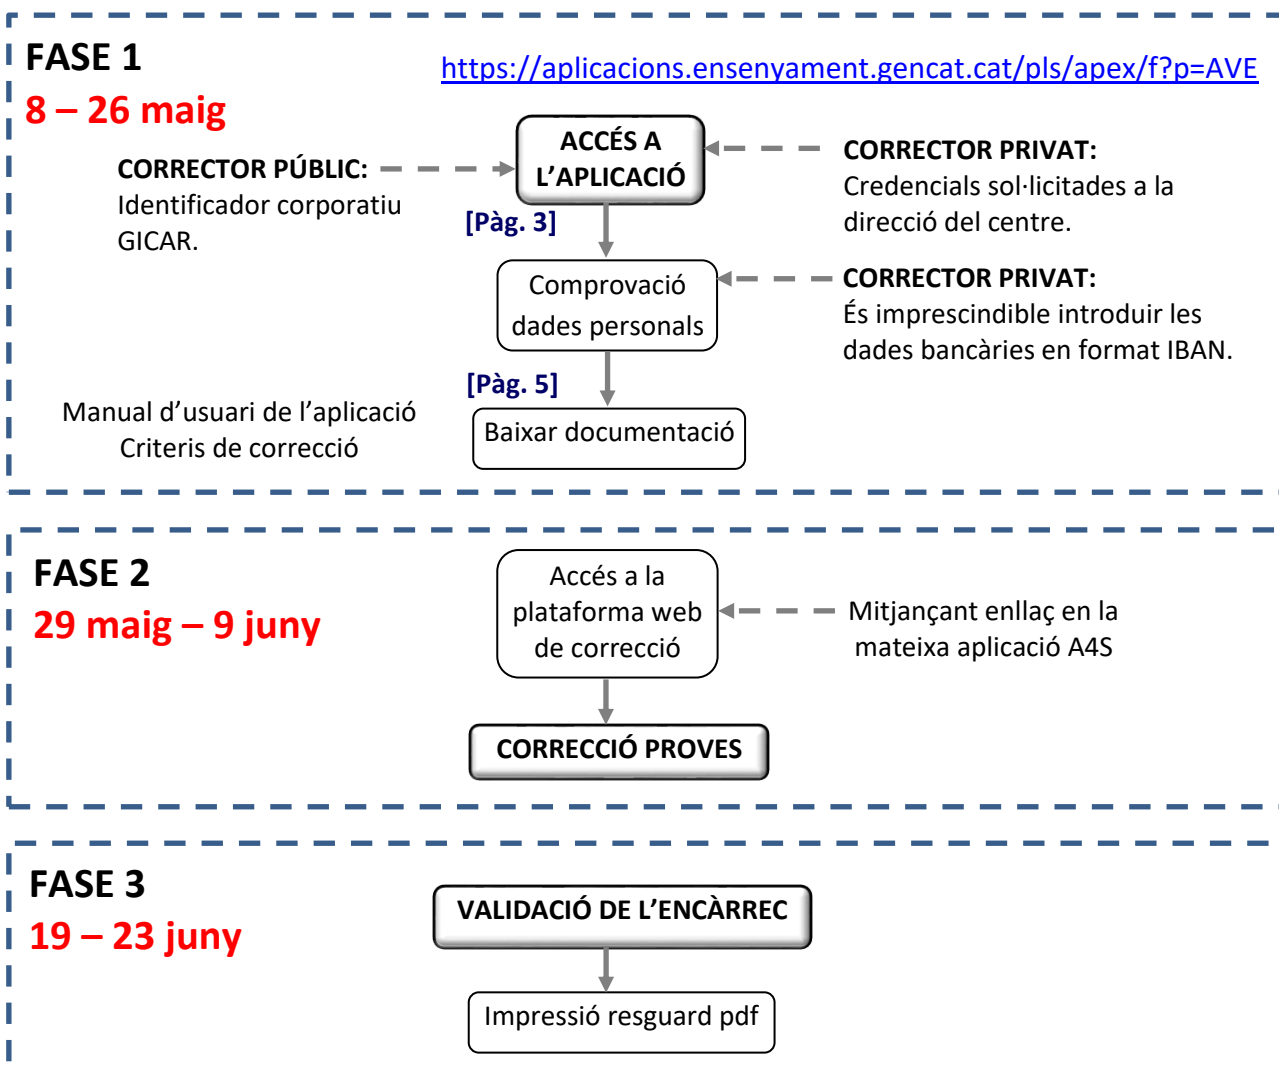 FASE 1
8 – 26 maig
https://aplicacions.ensenyament.gencat.cat/pls/apex/f?p=AVE
ACCÉS A
L’APLICACIÓ
CORRECTOR PÚBLIC:
Identificador corporatiu
GICAR.
CORRECTOR PRIVAT:
Credencials sol·licitades a la
direcció del centre.
[Pàg. 3]
Comprovació
dades personals
CORRECTOR PRIVAT:
És imprescindible introduir les
dades bancàries en format IBAN.
[Pàg. 5]
Manual d’usuari de l’aplicació
Criteris de correcció
Baixar documentació
FASE 2
29 maig – 9 juny
Accés a la
plataforma web
de correcció
Mitjançant enllaç en la
mateixa aplicació A4S
CORRECCIÓ PROVES
FASE 3
19 – 23 juny
VALIDACIÓ DE L’ENCÀRREC
Impressió resguard pdf